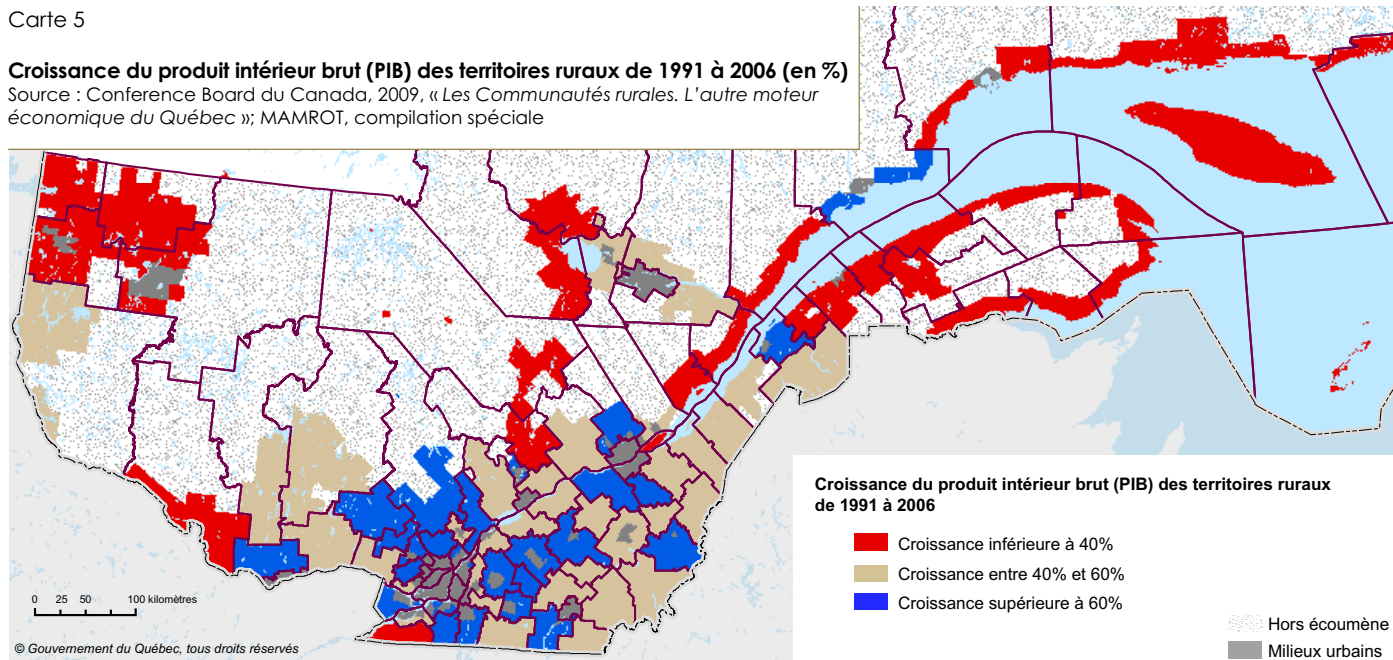 Carte 5
Croissance du produit intérieur brut (PIB) des territoires ruraux de 1991 à 2006 (en %)
Source : Conference Board du Canada, 2009, « Les Communautés rurales. L'autre moteur
économique du Québec »; MAMROT, compilation spéciale
Croissance du produit intérieur brut (PIB) des territoires ruraux
de 1991 à 2006
Croissance inférieure à 40%
Croissance entre 40% et 60%
Croissance supérieure à 60%
Hors écoumène
Milieux urbains
0 25 50 100 kilomètres
© Gouvernement du Québec, tous droits réservés